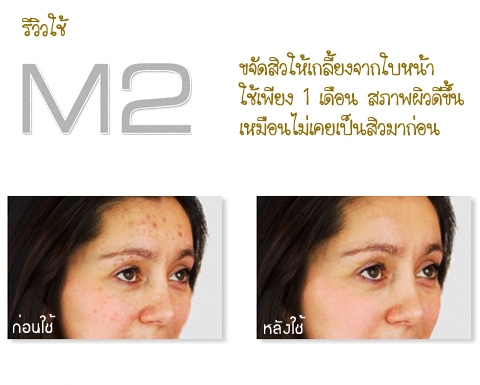 รีวิวใช้
M2
ขจัดสิวให้เกลี้ยงจากใบหน้า
ใช้เพียง 1 เดือน สภาพผิวดีขึ้น
เหมือนไม่เคยเป็นสิวมาก่อน
ก่อนใช้
หลังใช้